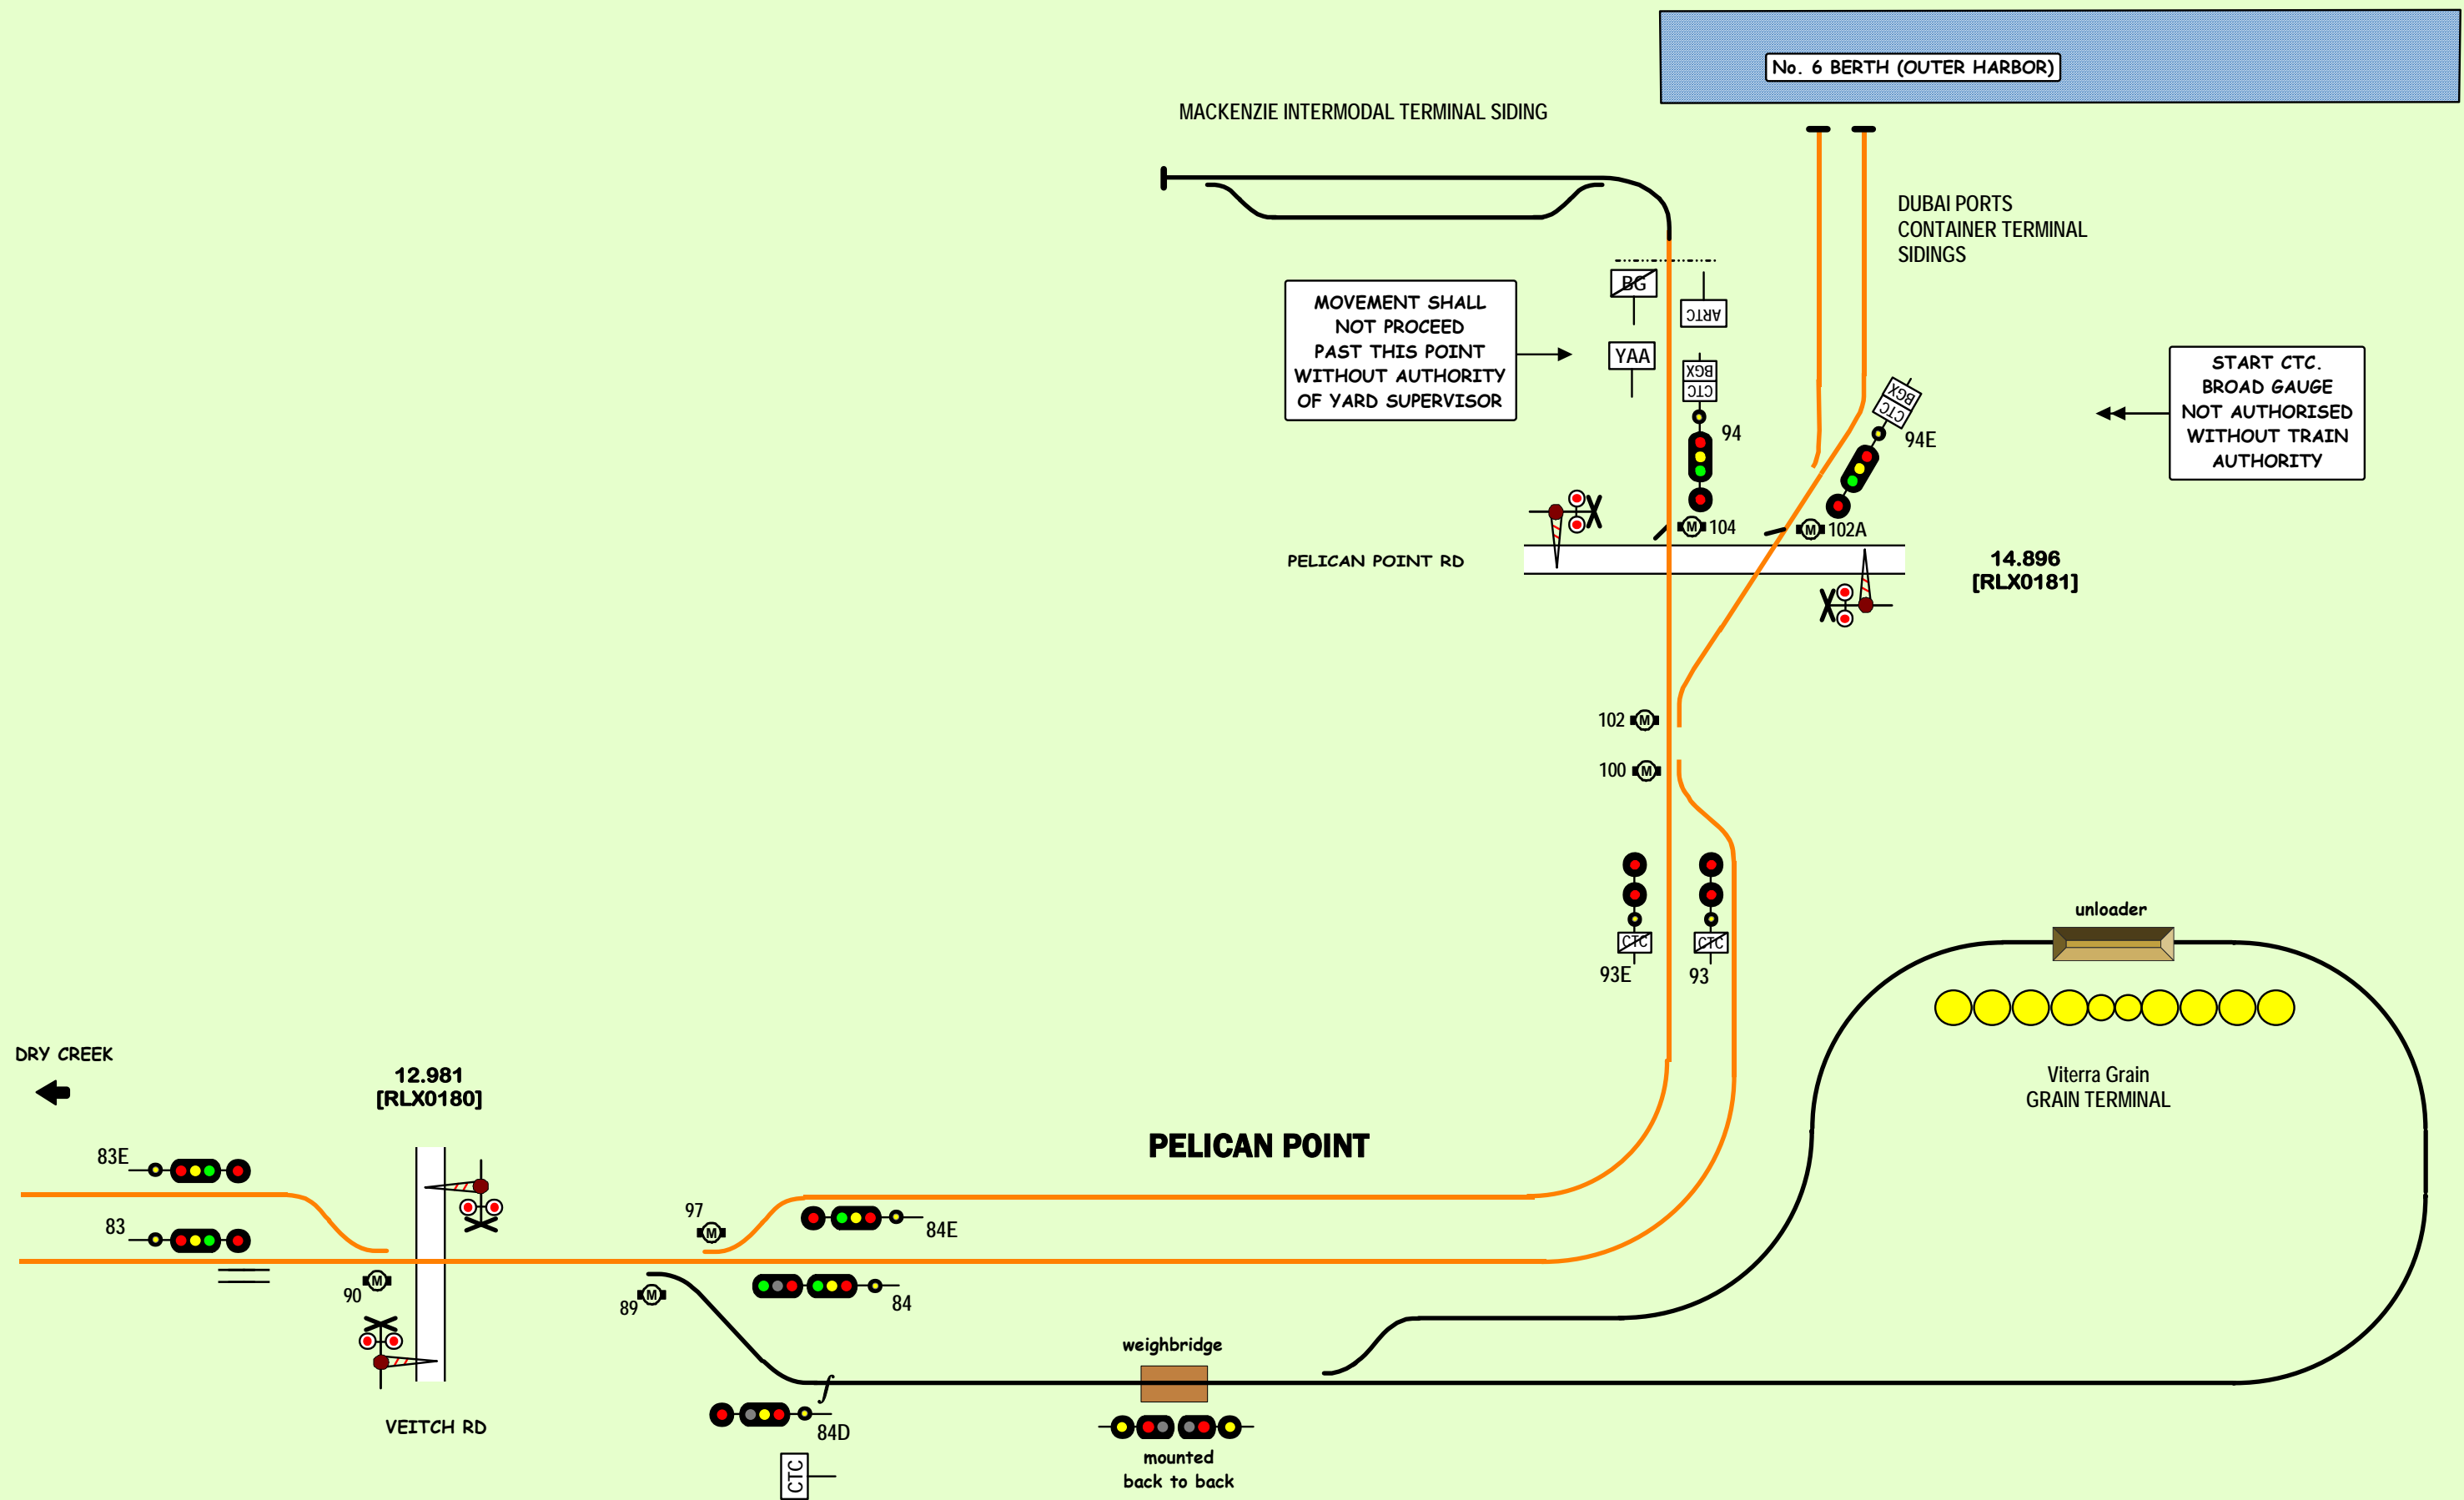 No. 6 BERTH (OUTER HARBOR)
MACKENZIE INTERMODAL TERMINAL SIDING
DUBAI PORTS
CONTAINER TERMINAL
SIDINGS
BG
ARTC
MOVEMENT SHALL
NOT PROCEED
PAST THIS POINT
WITHOUT AUTHORITY
OF YARD SUPERVISOR
YAA
BGX
CTC
94
BGX
CTC
94E
START CTC.
BROAD GAUGE
NOT AUTHORISED
WITHOUT TRAIN
AUTHORITY
M 104
M 102A
PELICAN POINT RD
14.896
[RLX0181]
102 M
100 M
CTC
CTC
93E
93
unloader
Viterra Grain
GRAIN TERMINAL
DRY CREEK
12.981
[RLX0180]
PELICAN POINT
83E
83
97
M
84E
90
M
89
M
84
weighbridge
VEITCH RD
84D
CTC
mounted
back to back